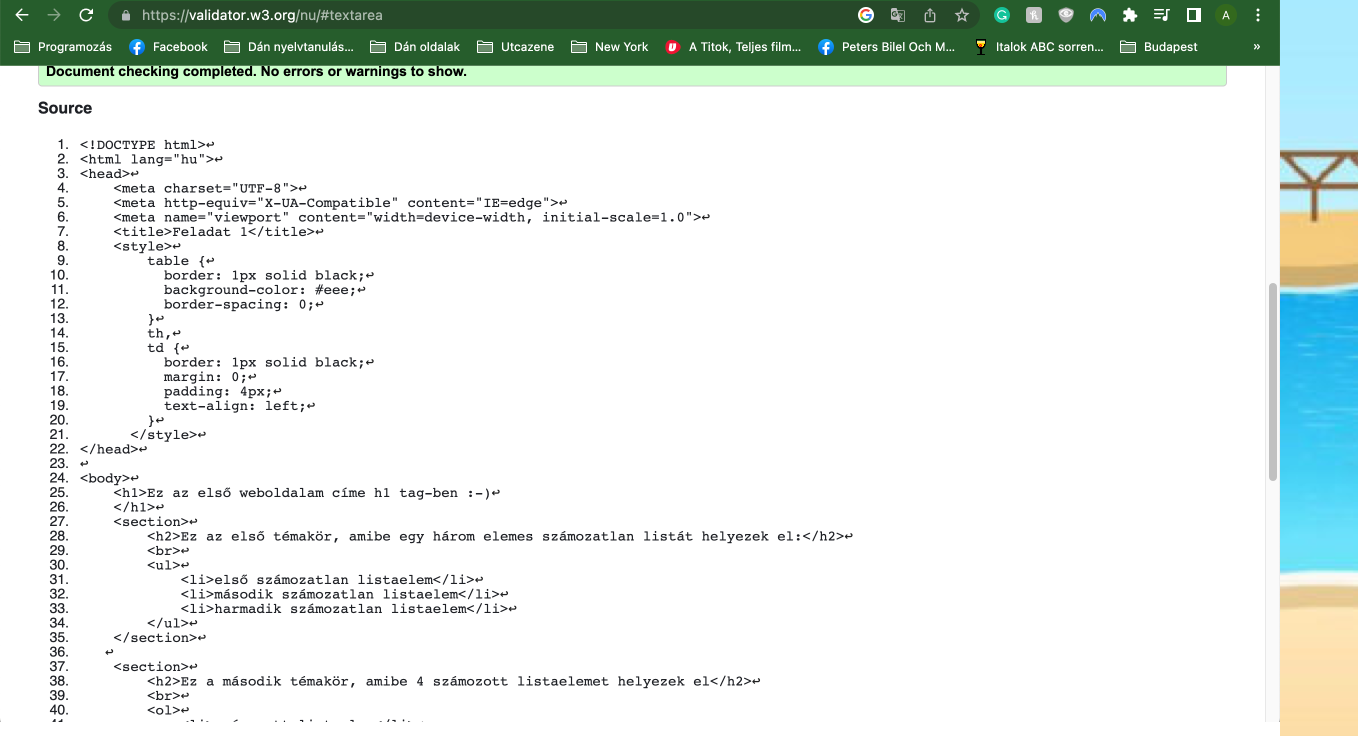 https://validator.w3.org/nu/#textarea
Programozás Facebook Dán nyelvtanulás... Dán oldalak Utcazene New York A Titok, Teljes film... Peters Bilel Och M... Italok ABC sorren... Budapest »
Document checking completed. No errors or warnings to show.
Source
1. <!DOCTYPE html>↩
2. <html lang="hu">↩
3. <head>↩
4. <meta charset="UTF-8">↩
5. <meta http-equiv="X-UA-Compatible" content="IE=edge">↩
6. <meta name="viewport" content="width=device-width, initial-scale=1.0">↩
7. <title>Feladat 1</title>↩
8. <style>↩
9. table {↩
10. border: 1px solid black;↩
11. background-color: #eee;↩
12. border-spacing: 0;↩
13. }↩
14. th,↩
15. td {↩
16. border: 1px solid black;↩
17. margin: 0;↩
18. padding: 4px;↩
19. text-align: left;↩
20. }↩
21. </style>↩
22. </head>↩
23. ↩
24. <body>↩
25. <h1>Ez az első weboldalam címe h1 tag-ben :-)↩
26. </h1>↩
27. <section>↩
28. <h2>Ez az első témakör, amibe egy három elemes számozatlan listát helyezek el:</h2>↩
29. <br>↩
30. <ul>↩
31. <li>első számozatlan listaelem</li>↩
32. <li>második számozatlan listaelem</li>↩
33. <li>harmadik számozatlan listaelem</li>↩
34. </ul>↩
35. </section>↩
36. ↩
37. <section>↩
38. <h2>Ez a második témakör, amibe 4 számozott listaelemet helyezek el</h2>↩
39. <br>↩
40. <ol>↩